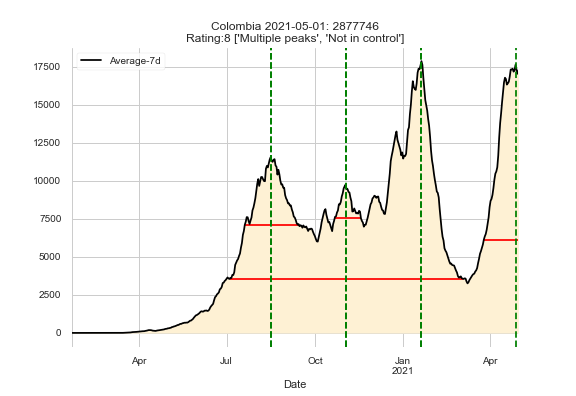 Colombia 2021-05-01: 2877746
Rating:8 ['Multiple peaks', 'Not in control']
Average-7d
17500
15000
12500
10000
7500
5000
2500
0
Apr
Jul
Oct
Jan
2021
Apr
Date